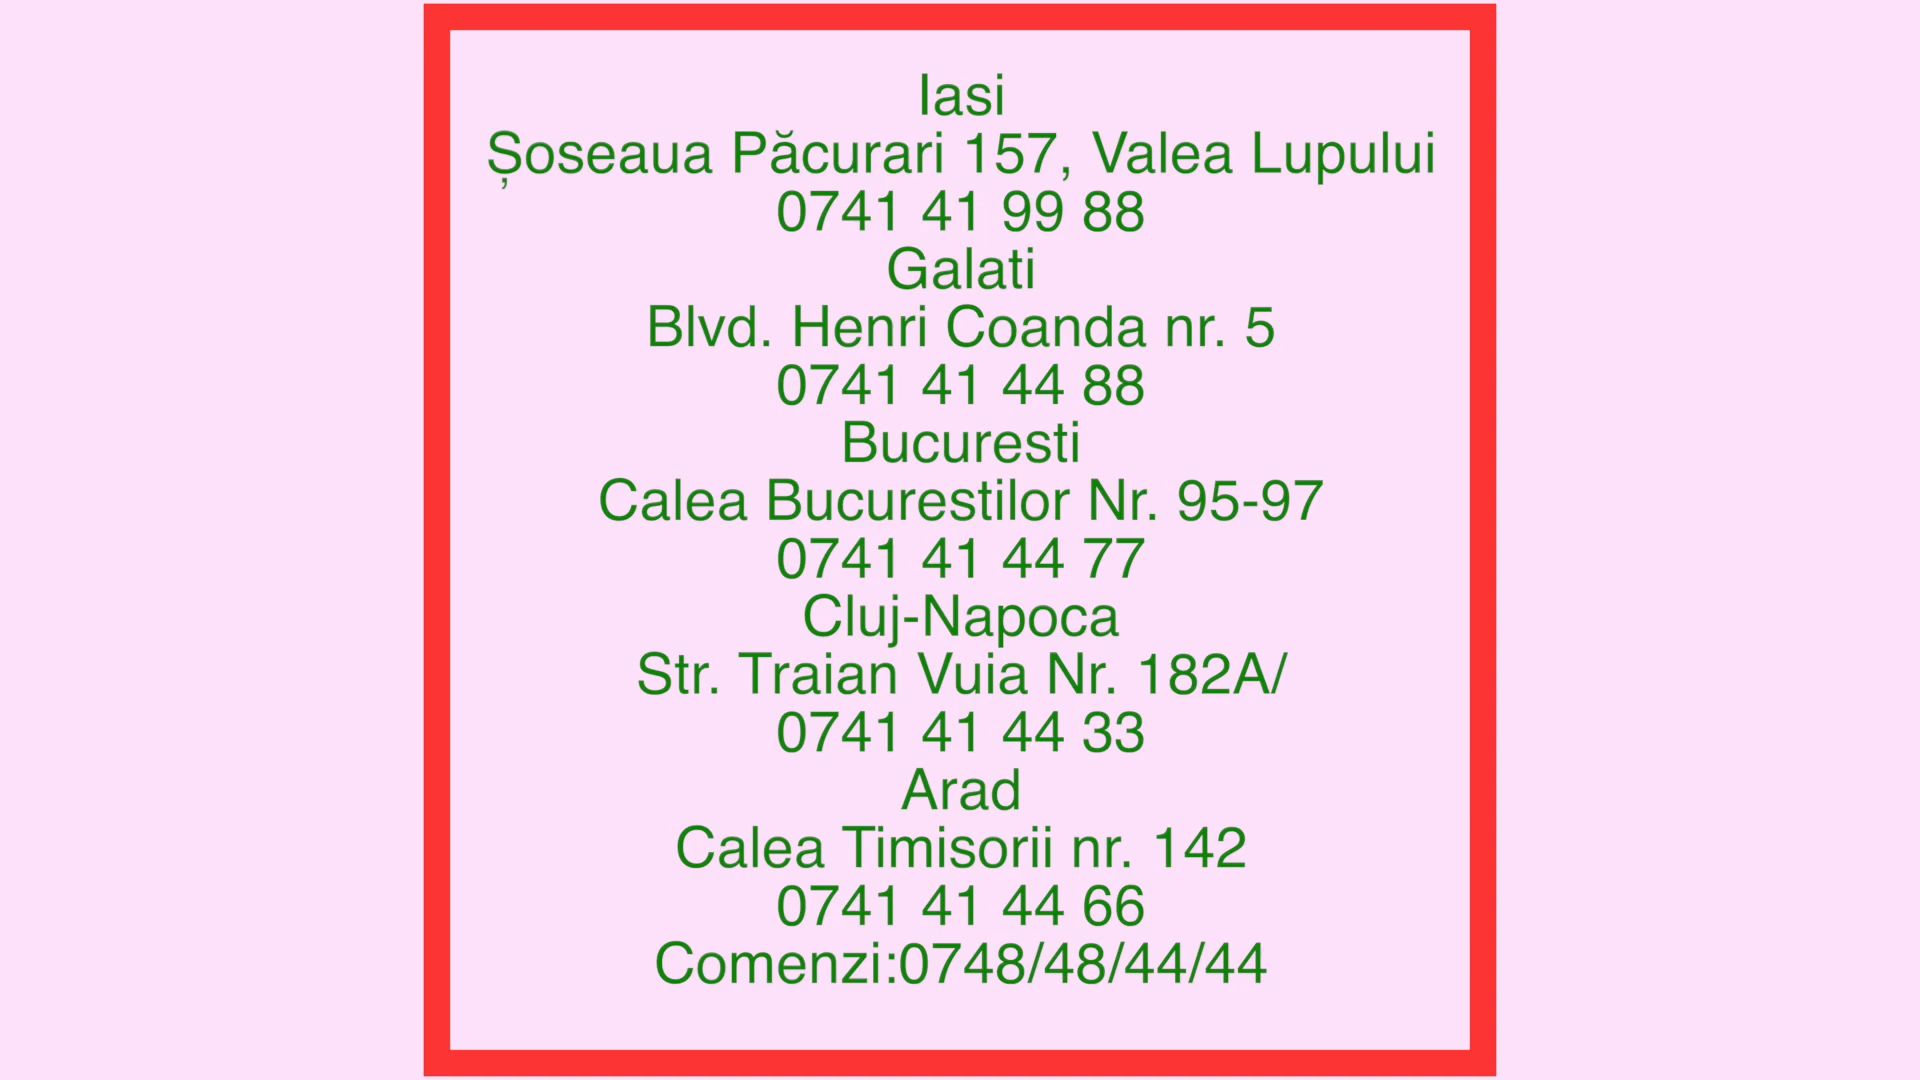 Iasi
Șoseaua Păcurari 157, Valea Lupului
0741 41 99 88
Galati
Blvd. Henri Coanda nr. 5
0741 41 44 88
Bucuresti
Calea Bucurestilor Nr. 95-97
0741 41 44 77
Cluj-Napoca
Str. Traian Vuia Nr. 182A/
0741 41 44 33
Arad
Calea Timisorii nr. 142
0741 41 44 66
Comenzi:0748/48/44/44